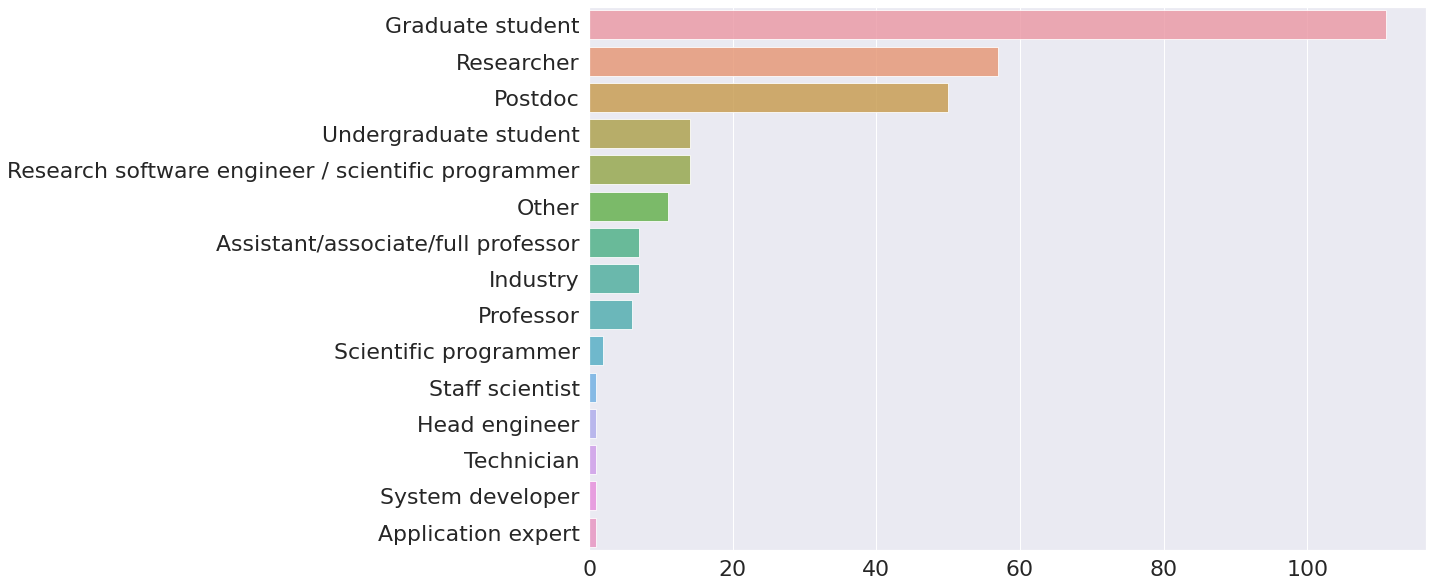 Graduate student
Researcher
Postdoc
Undergraduate student
Research software engineer / scientific programmer
Other
Assistant/associate/full professor
Industry
Professor
Scientific programmer
Staff scientist
Head engineer
Technician
System developer
Application expert
0 20 40 60 80 100